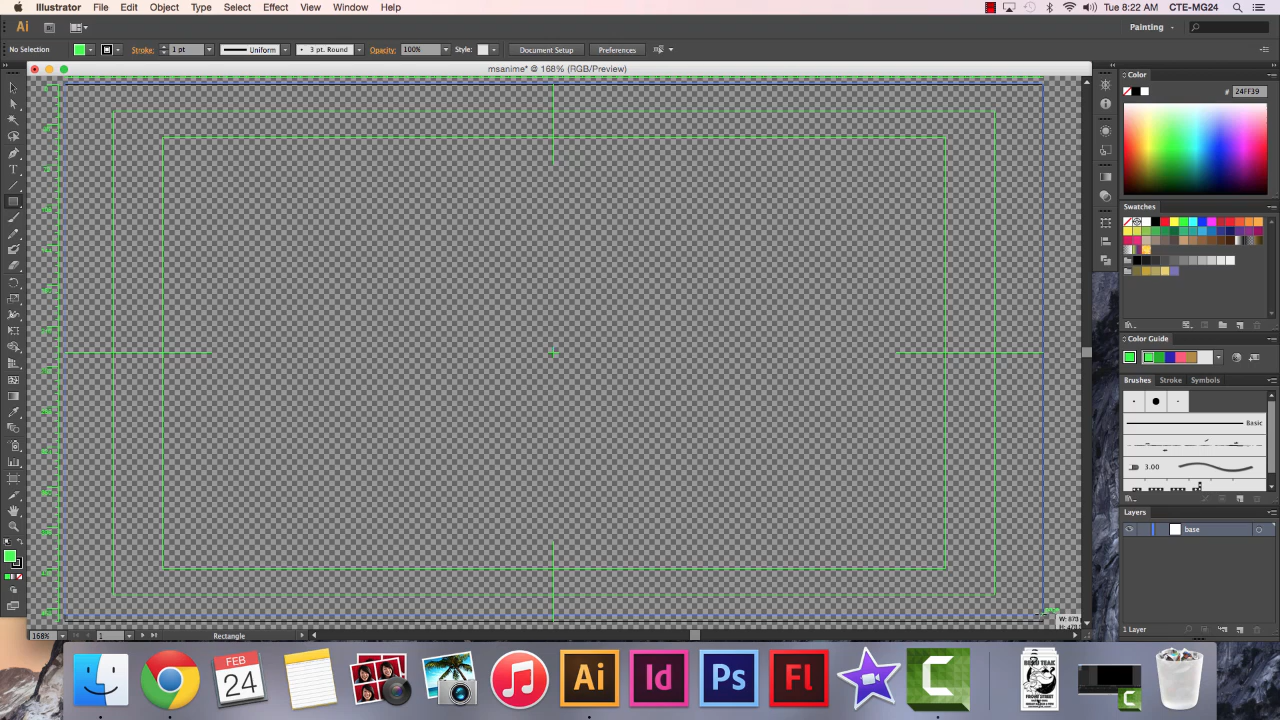 Illustrator File Edit Object Type Select Effect View Window Help
Tue 8:22 AM CTE-MG24
Ai Painting
No Selection Stroke: 1 pt Uniform 3 pt. Round Opacity: 100% Style: Document Setup Preferences
msanime* @ 168% (RGB/Preview)
Color
# 24FF39
Swatches
Color Guide
Brushes Stroke Symbols
Basic
3.00
Layers
base
W: 873
168% 1 Rectangle
1 Layer
FEB
24
Ai Id Ps Fl C